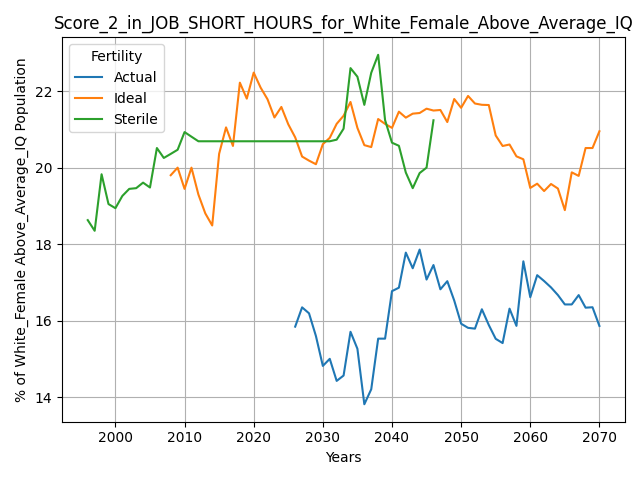 Score_2_in_JOB_SHORT_HOURS_for_White_Female_Above_Average_IQ
% of White_Female Above_Average_IQ Population
Fertility
Actual
Ideal
Sterile
22
20
18
16
14
2000 2010 2020 2030 2040 2050 2060 2070
Years